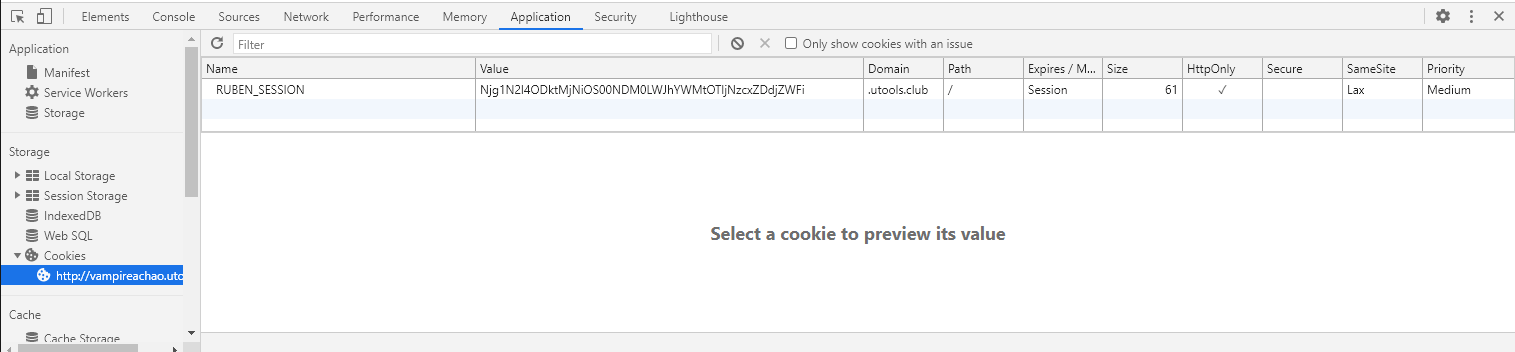 Elements Console Sources Network Performance Memory Application Security Lighthouse
Application
Manifest
Service Workers
Storage
Storage
Local Storage
Session Storage
IndexedDB
Web SQL
Cookies
http://vampireachao.uto
Cache
Cache Storage
Filter
Only show cookies with an issue
Name Value Domain Path Expires / M... Size HttpOnly Secure SameSite Priority
RUBEN_SESSION Njg1N2I4ODktMjNiOS00NDM0LWJhYWMtOTljNzcxZDdjZWFi .utools.club / Session 61 ✓ Lax Medium
Select a cookie to preview its value